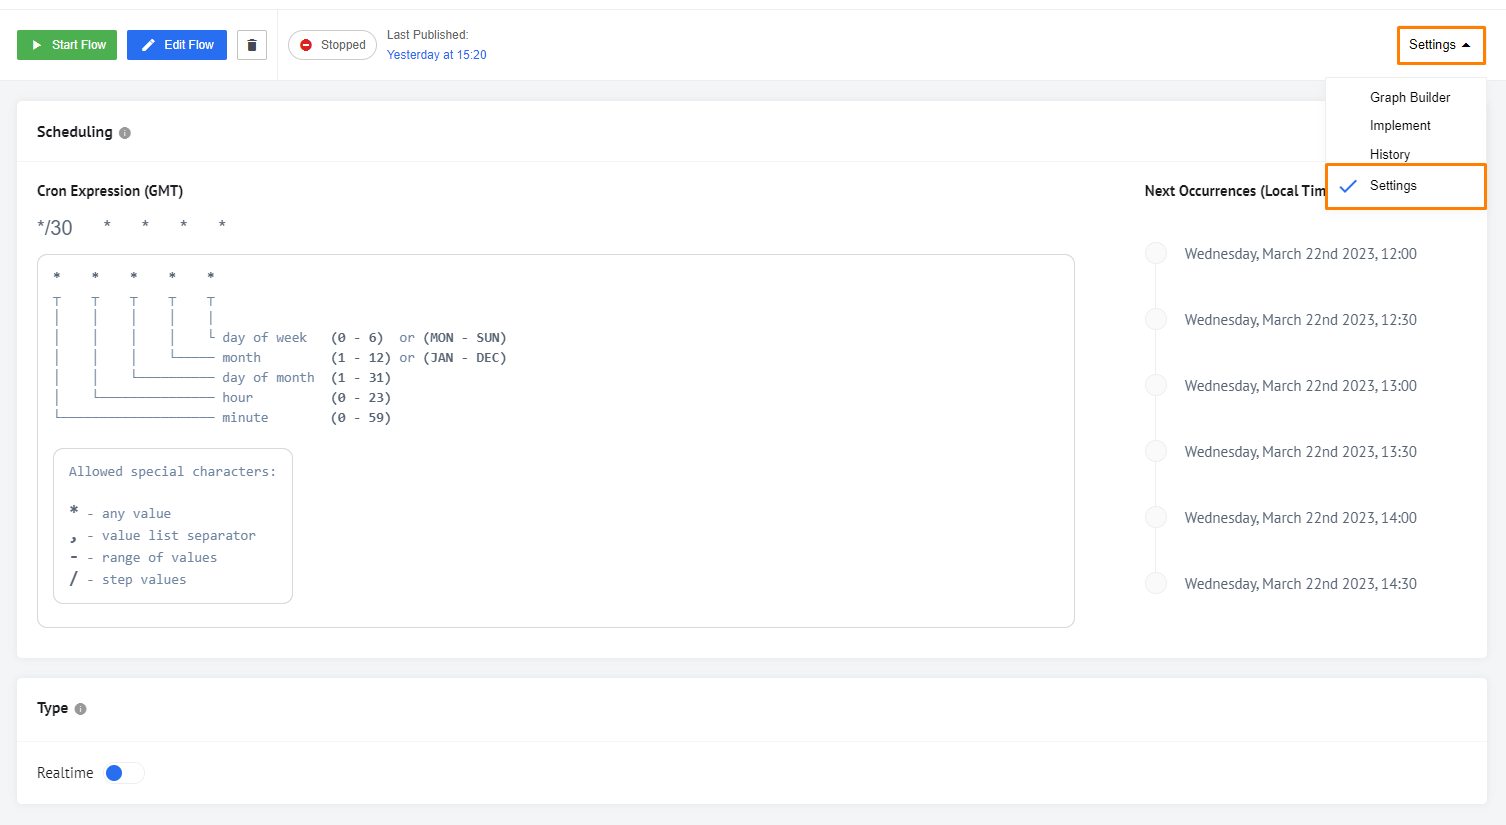 Start Flow
Edit Flow
Stopped
Last Published:
Yesterday at 15:20
Settings
Graph Builder
Implement
History
Settings
Scheduling
Cron Expression (GMT)
*/30 * * * *
* * * * *
day of week (0 - 6) or (MON - SUN)
month (1 - 12) or (JAN - DEC)
day of month (1 - 31)
hour (0 - 23)
minute (0 - 59)
Allowed special characters:
* - any value
, - value list separator
- - range of values
/ - step values
Next Occurrences (Local Tim
Wednesday, March 22nd 2023, 12:00
Wednesday, March 22nd 2023, 12:30
Wednesday, March 22nd 2023, 13:00
Wednesday, March 22nd 2023, 13:30
Wednesday, March 22nd 2023, 14:00
Wednesday, March 22nd 2023, 14:30
Type
Realtime